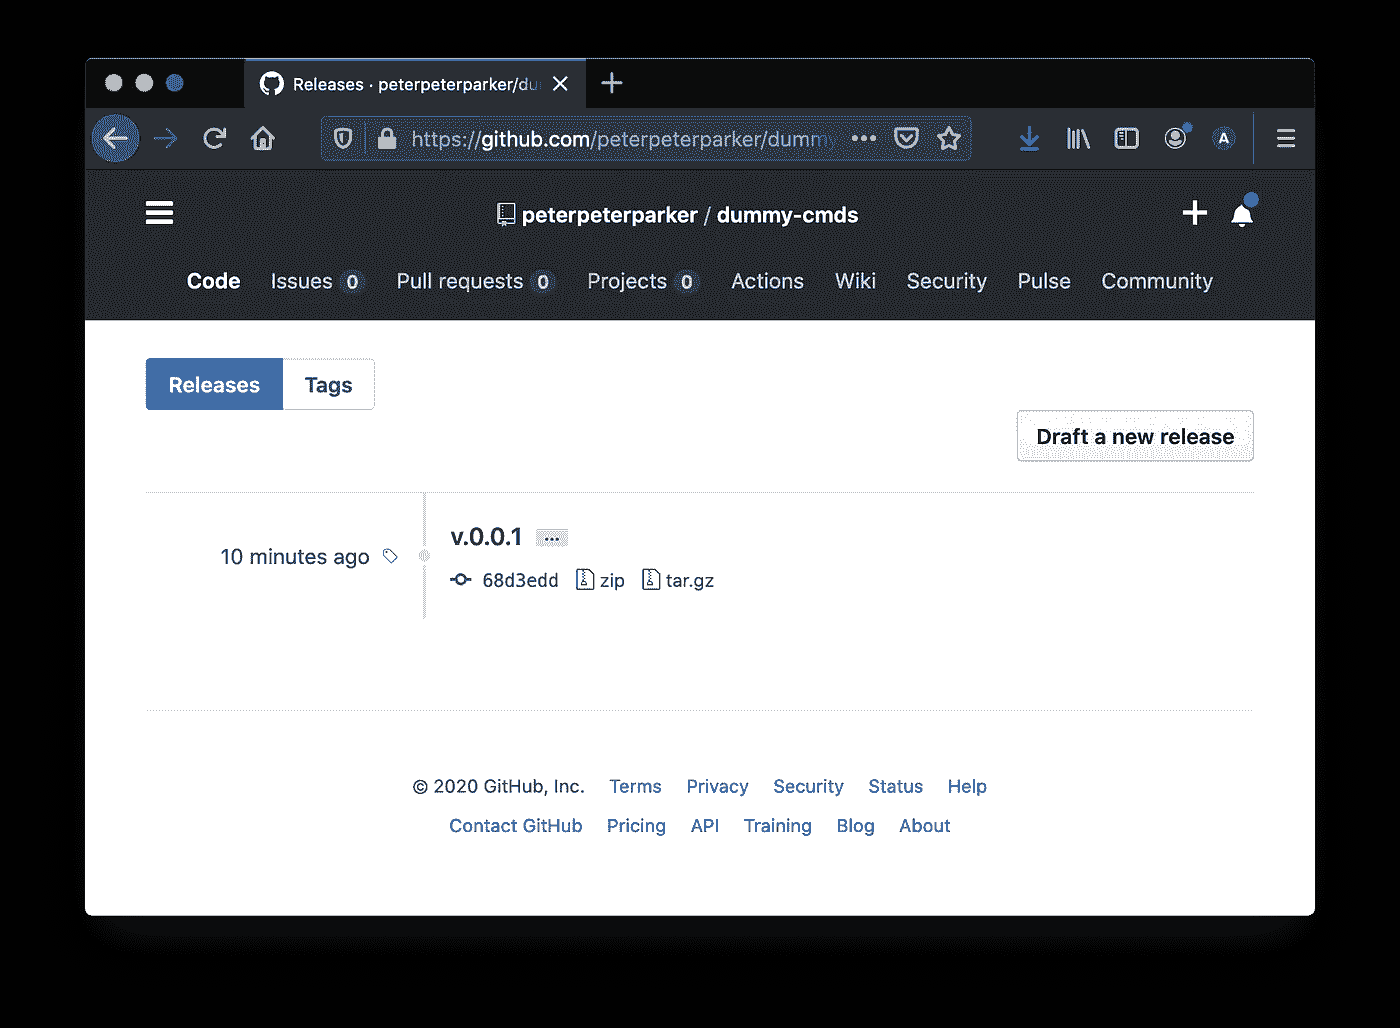 Releases · peterpeterparker/du
https://github.com/peterpeterparker/dummy
A
peterpeterparker / dummy-cmds
Code Issues 0 Pull requests 0 Projects 0 Actions Wiki Security Pulse Community
Releases Tags
Draft a new release
v.0.0.1 ...
10 minutes ago
68d3edd zip tar.gz
© 2020 GitHub, Inc. Terms Privacy Security Status Help
Contact GitHub Pricing API Training Blog About